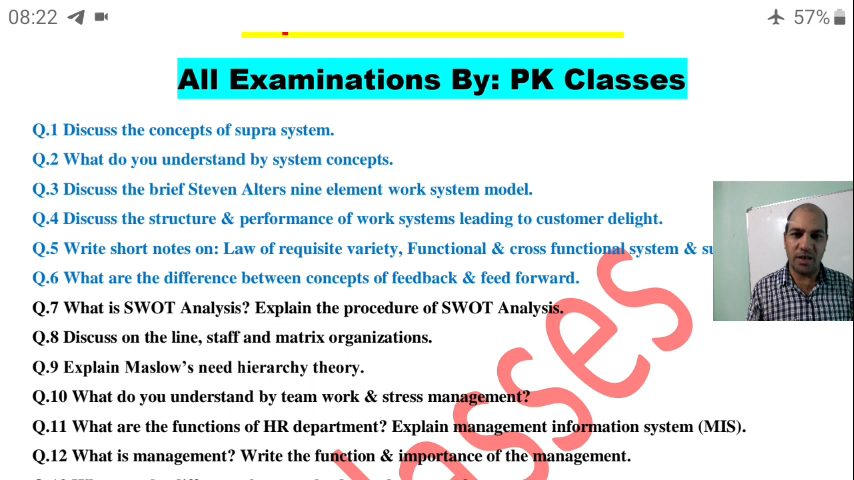 08:22
57%
All Examinations By: PK Classes
Q.1 Discuss the concepts of supra system.
Q.2 What do you understand by system concepts.
Q.3 Discuss the brief Steven Alters nine element work system model.
Q.4 Discuss the structure & performance of work systems leading to customer delight.
Q.5 Write short notes on: Law of requisite variety, Functional & cross functional system &
Q.6 What are the difference between concepts of feedback & feed forward.
Q.7 What is SWOT Analysis? Explain the procedure of SWOT Analysis.
Q.8 Discuss on the line, staff and matrix organizations.
Q.9 Explain Maslow’s need hierarchy theory.
Q.10 What do you understand by team work & stress management?
Q.11 What are the functions of HR department? Explain management information system (MIS).
Q.12 What is management? Write the function & importance of the management.